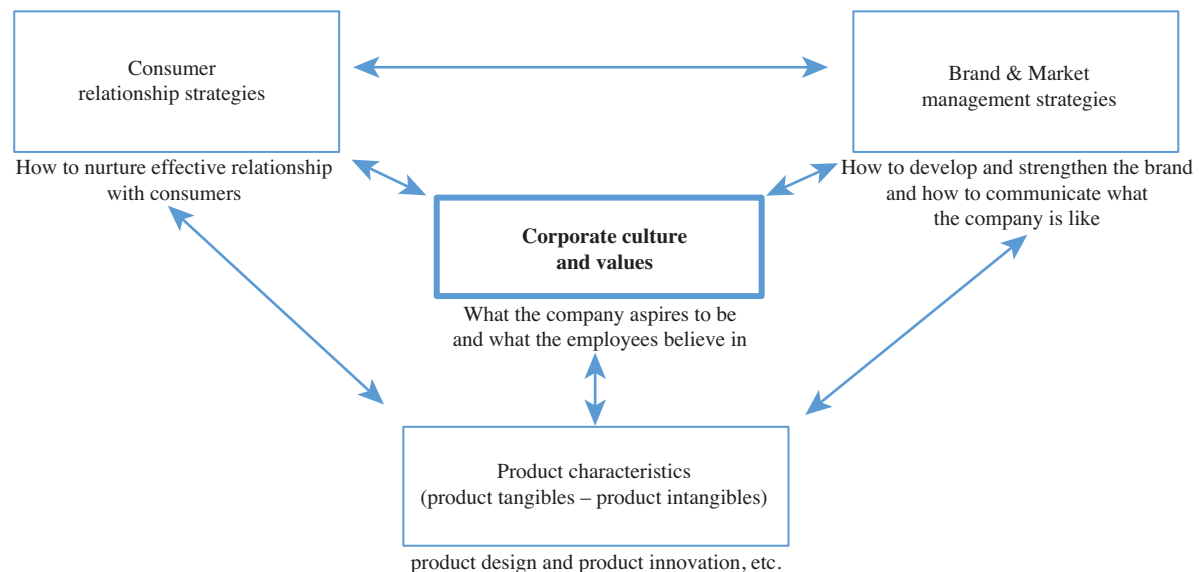 Consumer
relationship strategies
How to nurture effective relationship
with consumers
Brand & Market
management strategies
How to develop and strengthen the brand
and how to communicate what
the company is like
Corporate culture
and values
What the company aspires to be
and what the employees believe in
Product characteristics
(product tangibles – product intangibles)
product design and product innovation, etc.